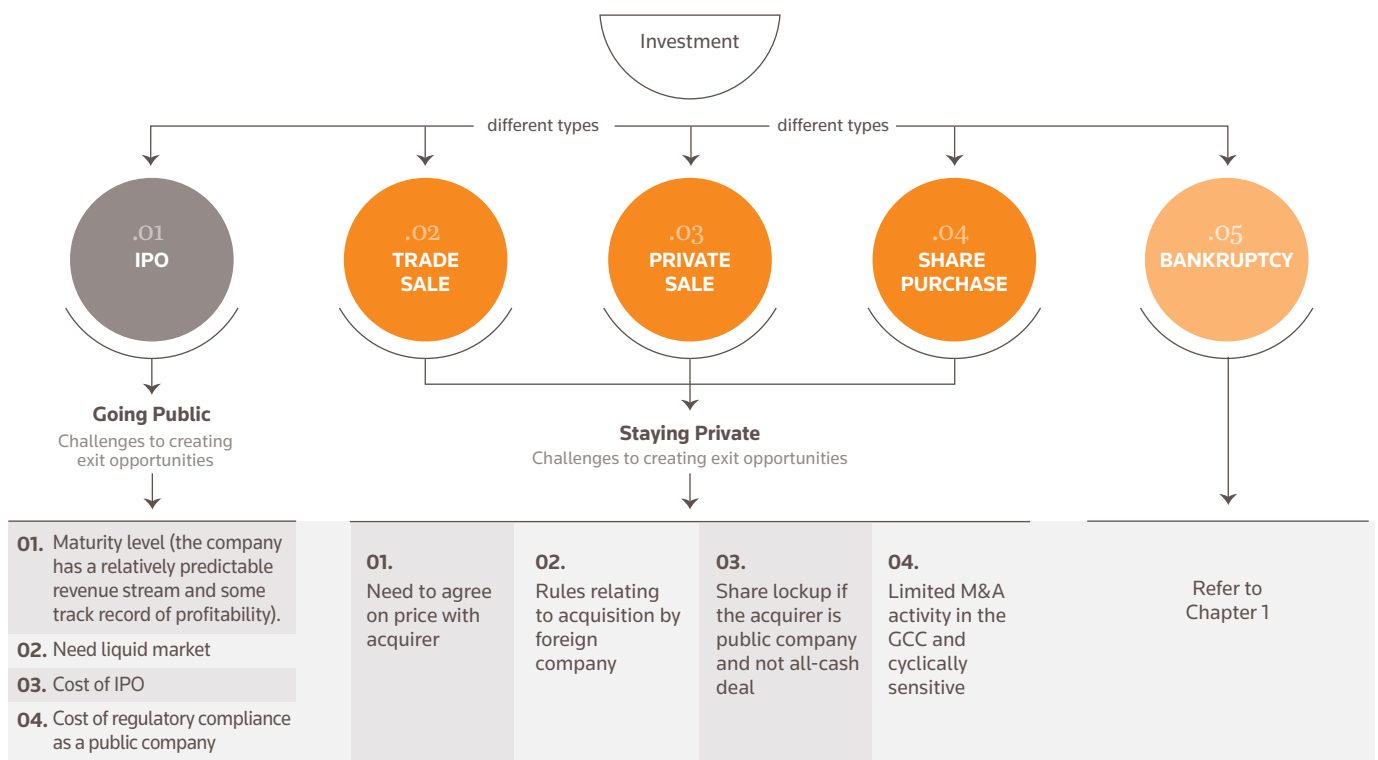 Investment
different types
different types
.01
IPO
.02
TRADE
SALE
.03
PRIVATE
SALE
.04
SHARE
PURCHASE
.05
BANKRUPTCY
Going Public
Challenges to creating
exit opportunities
Staying Private
Challenges to creating exit opportunities
01. Maturity level (the company
has a relatively predictable
revenue stream and some
track record of profitability).
02. Need liquid market
03. Cost of IPO
04. Cost of regulatory compliance
as a public company
01.
Need to agree
on price with
acquirer
02.
Rules relating
to acquisition by
foreign
company
03.
Share lockup if
the acquirer is
public company
and not all-cash
deal
04.
Limited M&A
activity in the
GCC and
cyclically
sensitive
Refer to
Chapter 1